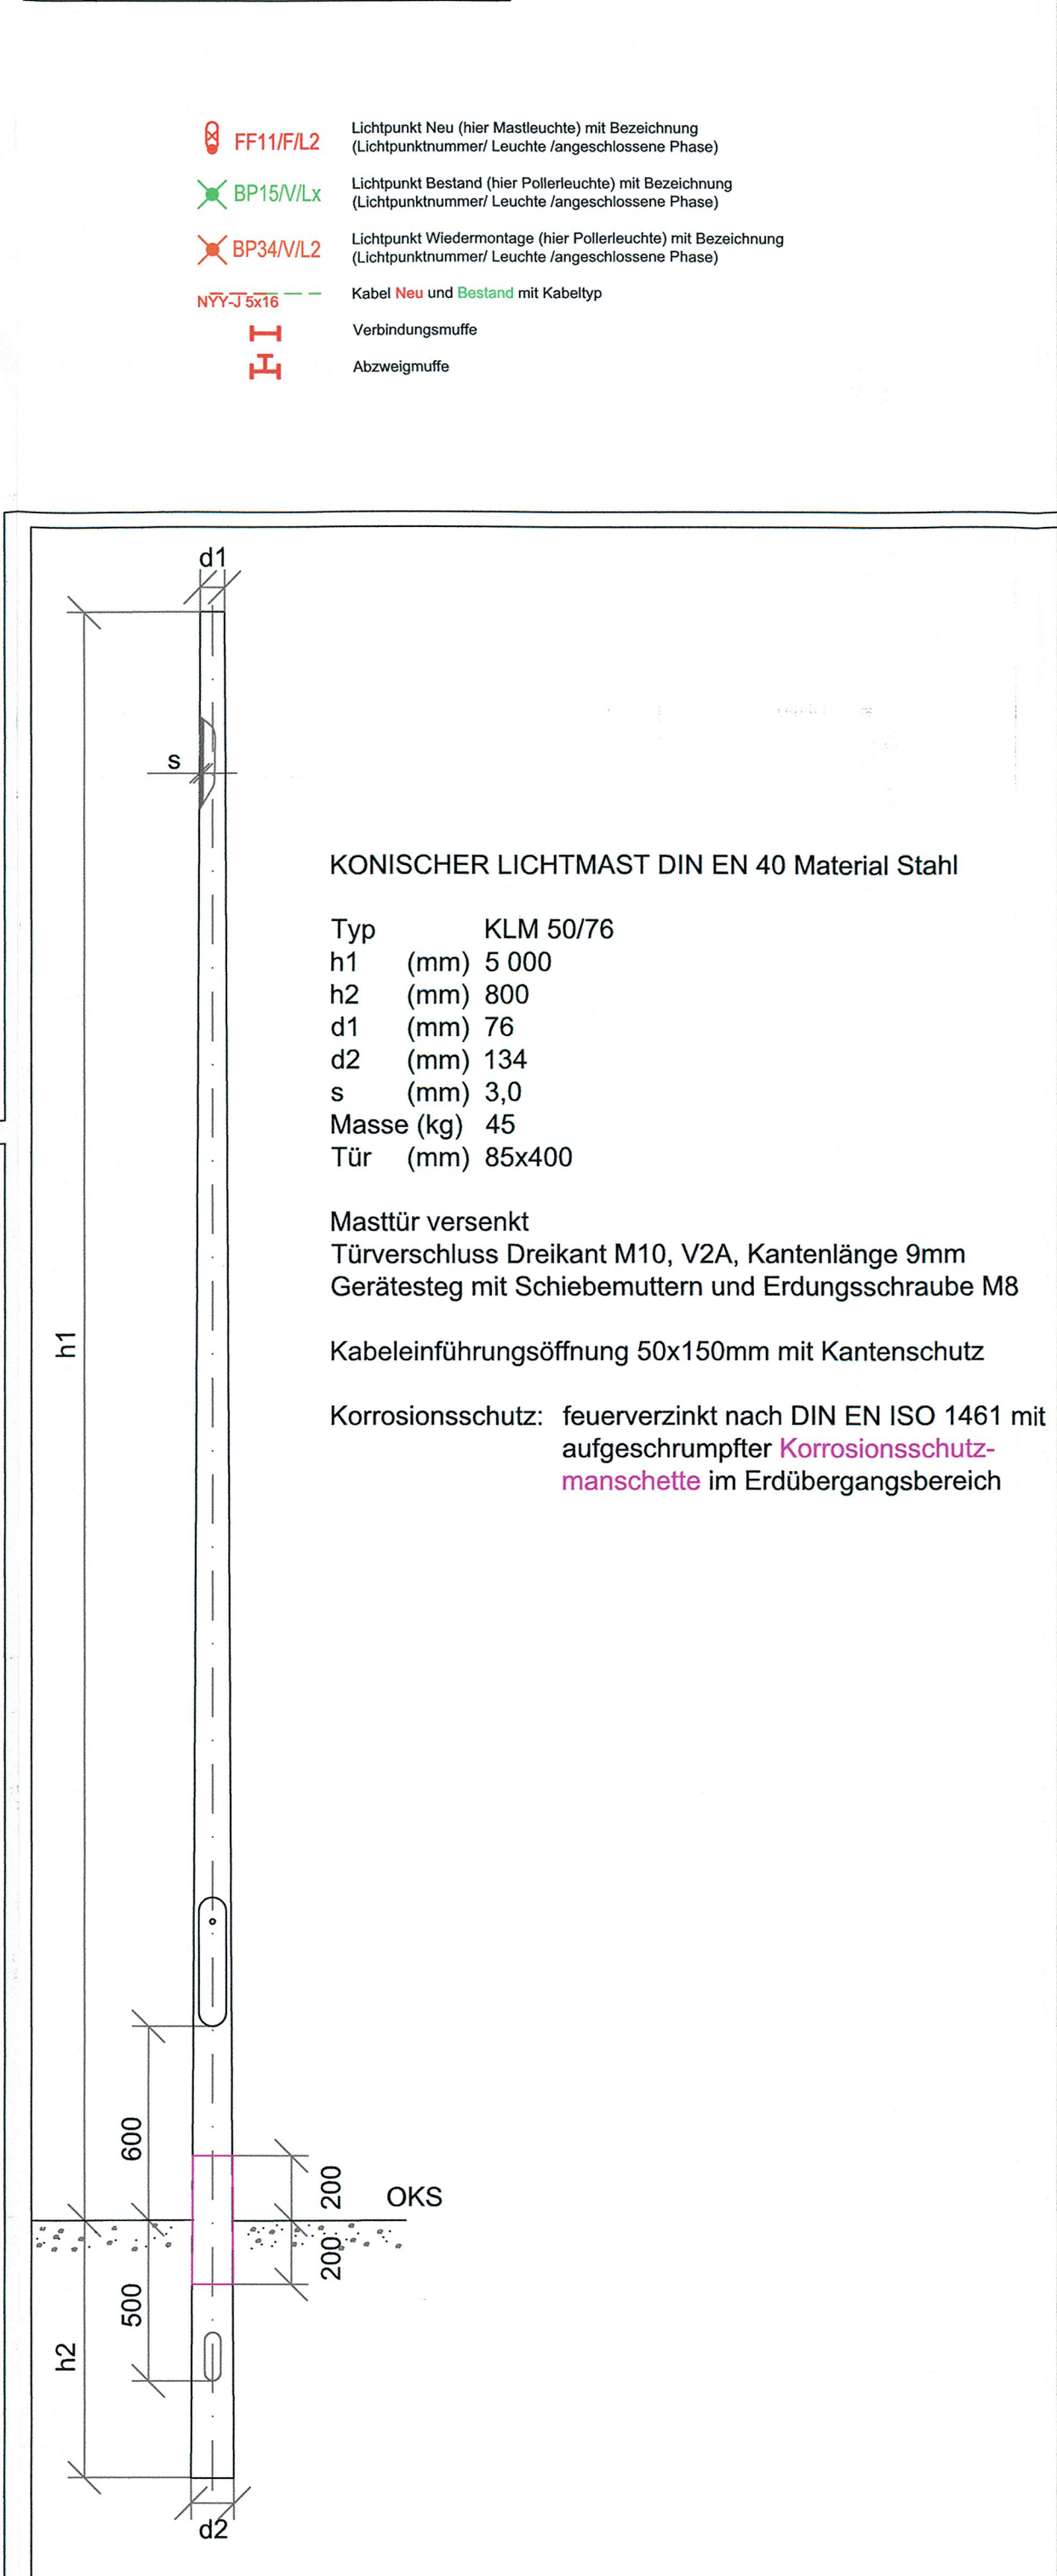 FF11/F/L2 Lichtpunkt Neu (hier Mastleuchte) mit Bezeichnung
(Lichtpunktnummer/ Leuchte /angeschlossene Phase)
BP15/V/Lx Lichtpunkt Bestand (hier Pollerleuchte) mit Bezeichnung
(Lichtpunktnummer/ Leuchte /angeschlossene Phase)
BP34/V/L2 Lichtpunkt Wiedermontage (hier Pollerleuchte) mit Bezeichnung
(Lichtpunktnummer/ Leuchte /angeschlossene Phase)
NYY-J 5x16 Kabel Neu und Bestand mit Kabeltyp
Verbindungsmuffe
Abzweigmuffe
d1
s
KONISCHER LICHTMAST DIN EN 40 Material Stahl
Typ KLM 50/76
h1 (mm) 5 000
h2 (mm) 800
d1 (mm) 76
d2 (mm) 134
s (mm) 3,0
Masse (kg) 45
Tür (mm) 85x400
Masttür versenkt
Türverschluss Dreikant M10, V2A, Kantenlänge 9mm
Gerätesteg mit Schiebemuttern und Erdungsschraube M8
h1
Kabeleinführungsöffnung 50x150mm mit Kantenschutz
Korrosionsschutz: feuerverzinkt nach DIN EN ISO 1461 mit
aufgeschrumpfter Korrosionsschutz-
manschette im Erdübergangsbereich
600
200
OKS
200
500
h2
d2